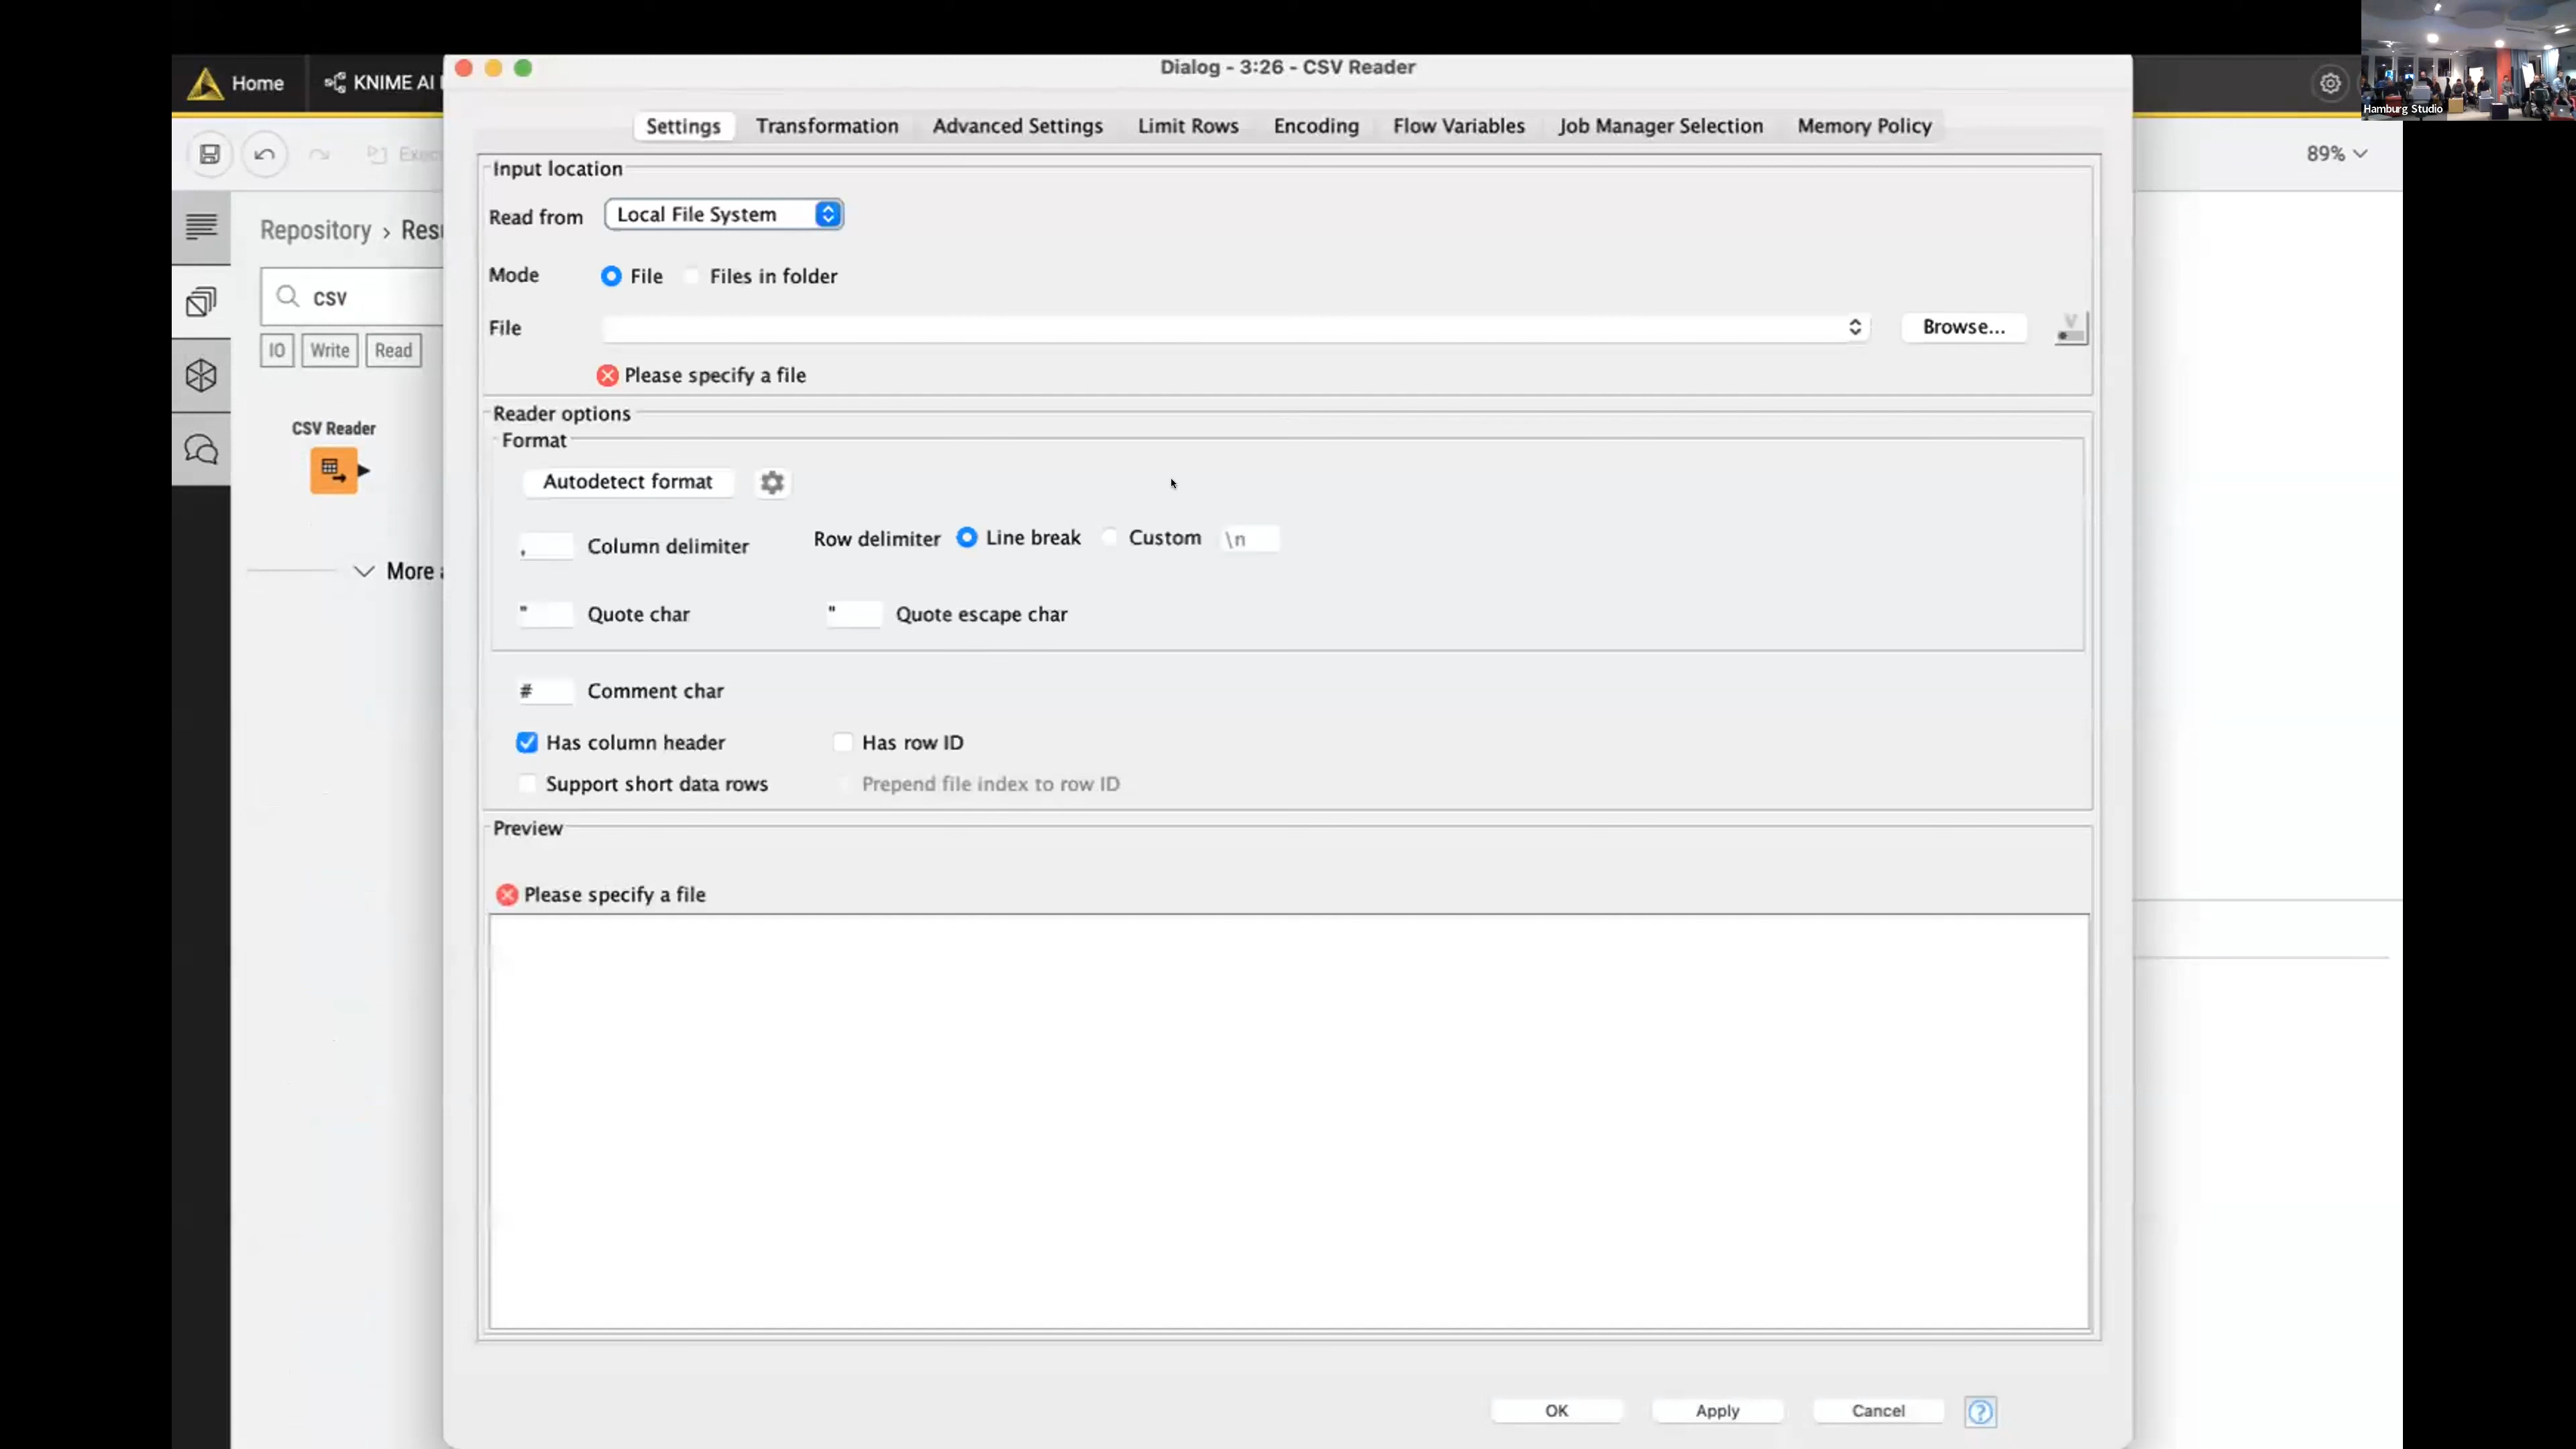 Dialog - 3:26 - CSV Reader
Home
KNIME AI
Hamburg Studio
Settings Transformation Advanced Settings Limit Rows Encoding Flow Variables Job Manager Selection Memory Policy
89%
Input location
Read from Local File System
Repository › Resu
Mode File Files in folder
csv
File Browse...
V
IO Write Read
Please specify a file
Reader options
Format
CSV Reader
Autodetect format
, Column delimiter Row delimiter Line break Custom \n
More
" Quote char " Quote escape char
# Comment char
Has column header Has row ID
Support short data rows Prepend file index to row ID
Preview
Please specify a file
OK Apply Cancel ?